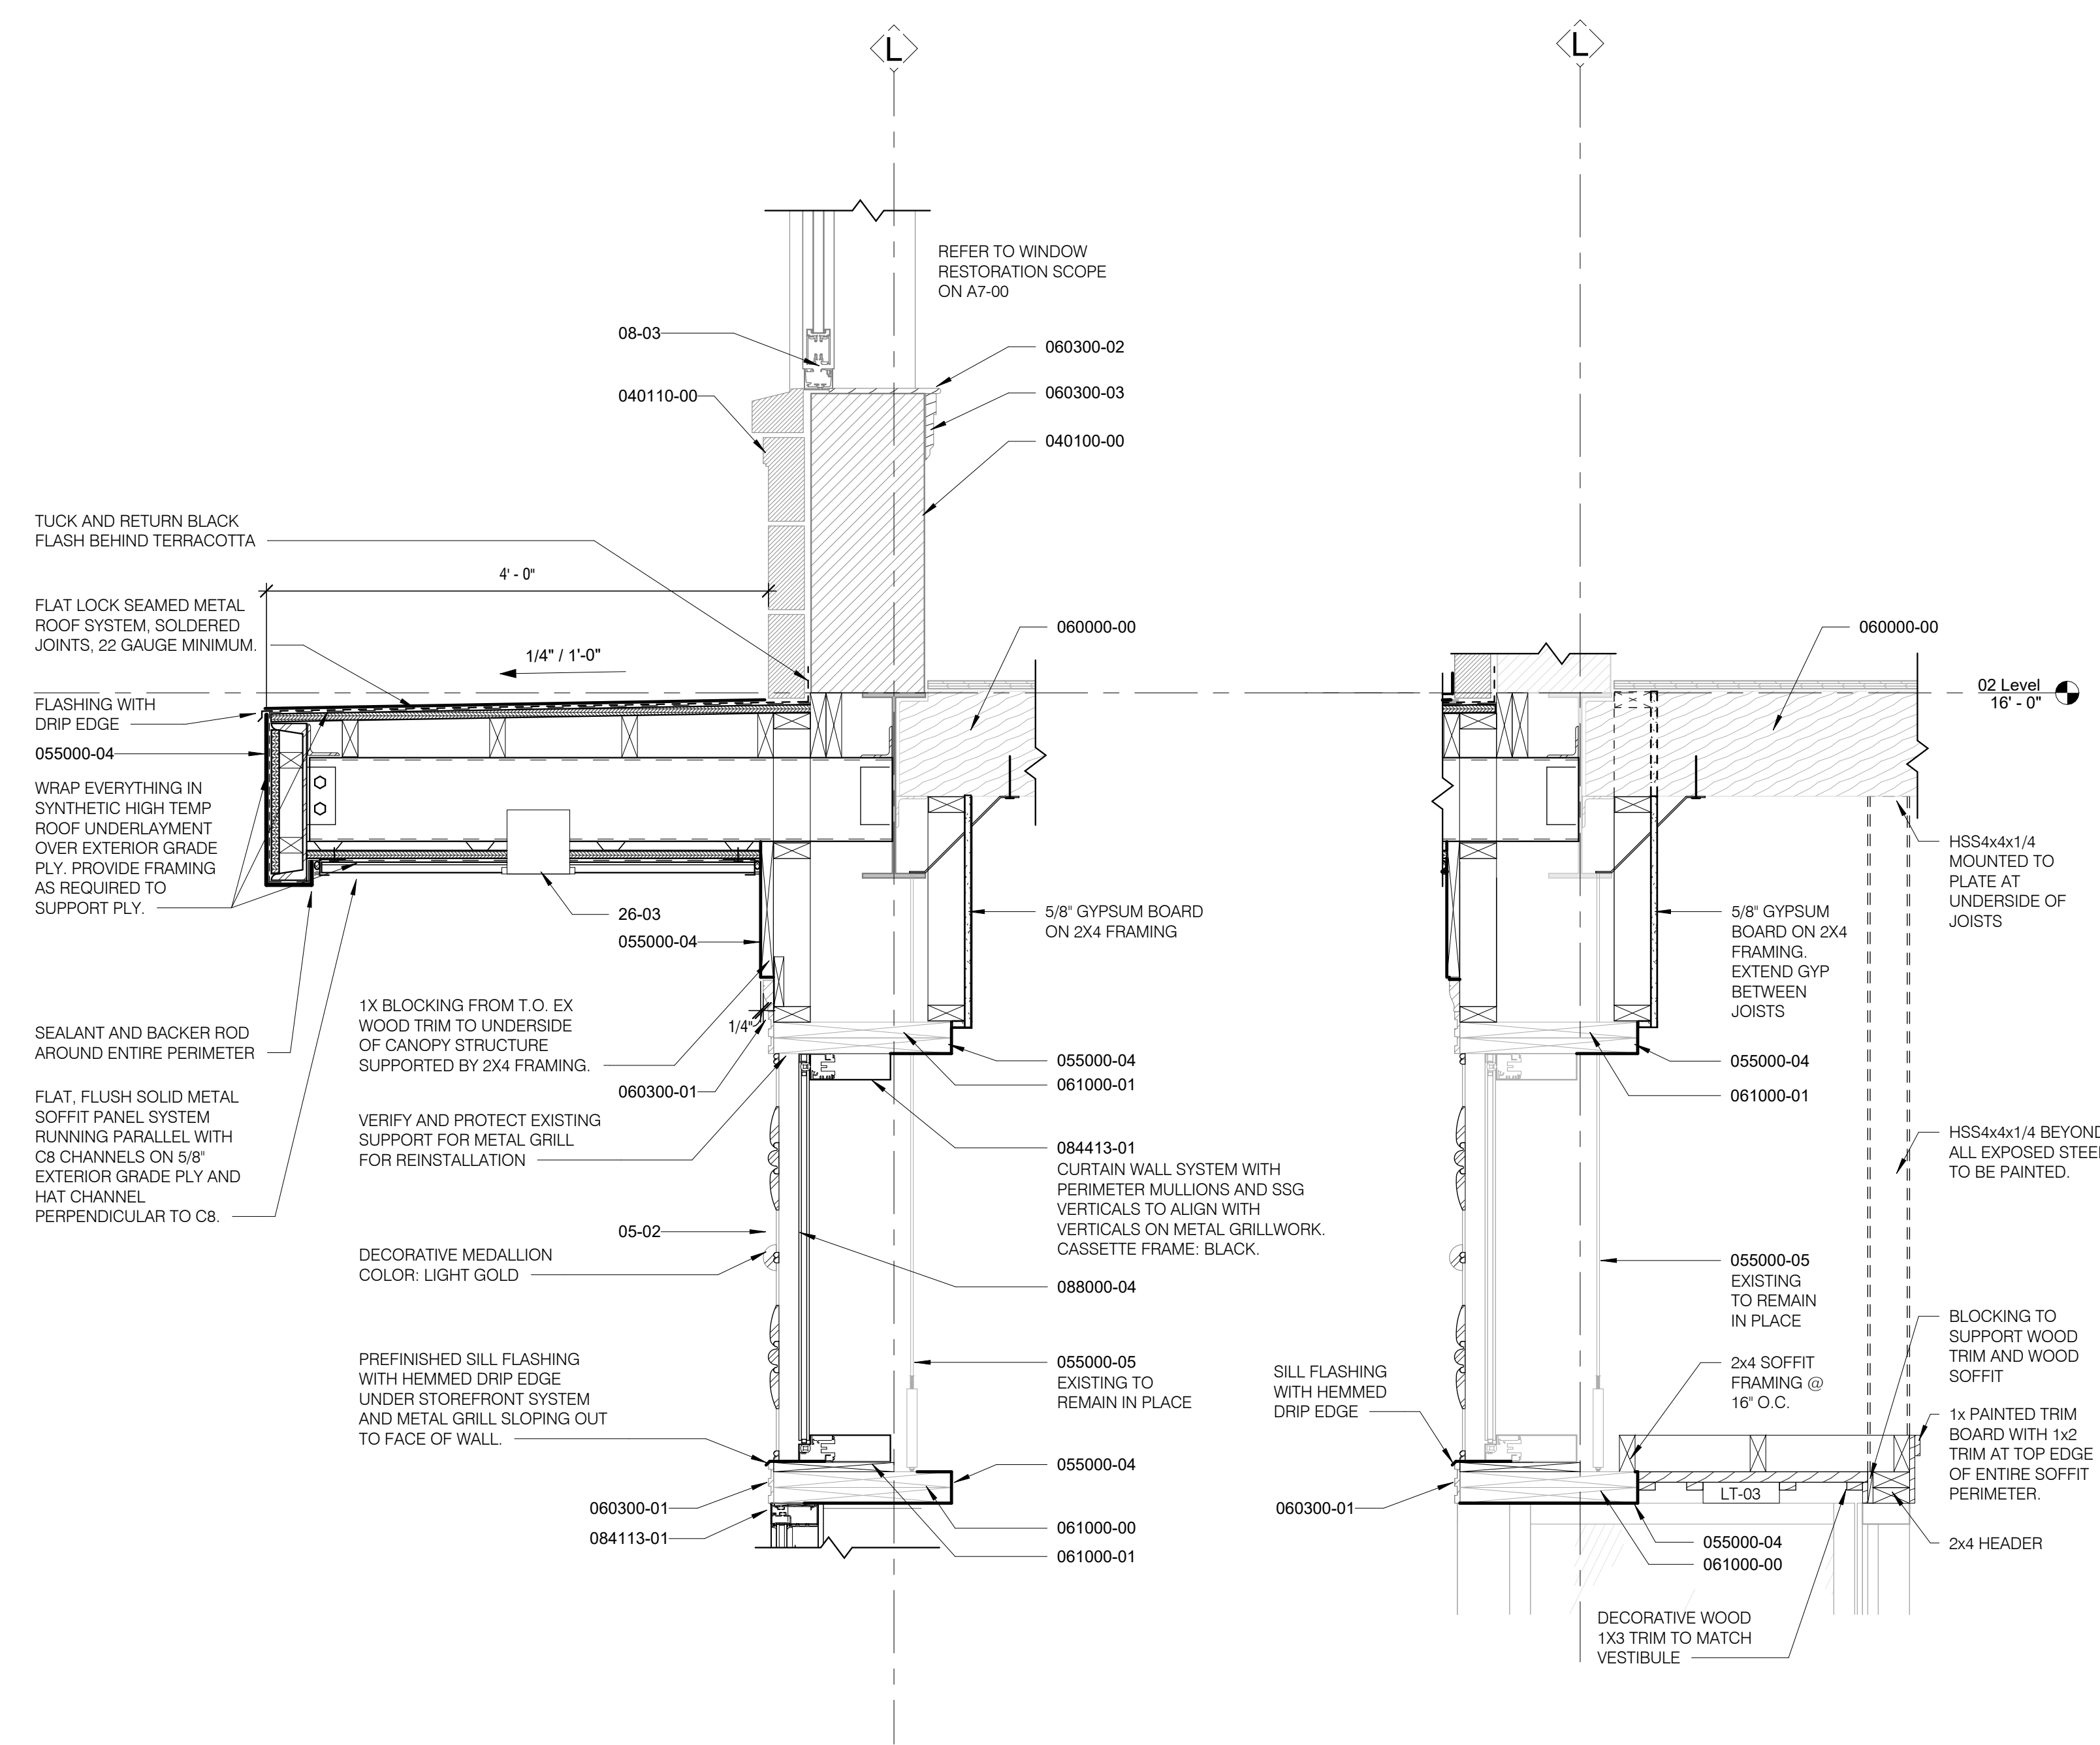 L
L
REFER TO WINDOW
RESTORATION SCOPE
ON A7-00
08-03
040110-00
060300-02
060300-03
040100-00
TUCK AND RETURN BLACK
FLASH BEHIND TERRACOTTA
4' - 0"
FLAT LOCK SEAMED METAL
ROOF SYSTEM, SOLDERED
JOINTS, 22 GAUGE MINIMUM.
1/4" / 1'-0"
060000-00
FLASHING WITH
DRIP EDGE
055000-04
WRAP EVERYTHING IN
SYNTHETIC HIGH TEMP
ROOF UNDERLAYMENT
OVER EXTERIOR GRADE
PLY. PROVIDE FRAMING
AS REQUIRED TO
SUPPORT PLY.
26-03
055000-04
5/8" GYPSUM BOARD
ON 2X4 FRAMING
SEALANT AND BACKER ROD
AROUND ENTIRE PERIMETER
1X BLOCKING FROM T.O. EX
WOOD TRIM TO UNDERSIDE
OF CANOPY STRUCTURE
SUPPORTED BY 2X4 FRAMING.
1/4"
060300-01
FLAT, FLUSH SOLID METAL
SOFFIT PANEL SYSTEM
RUNNING PARALLEL WITH
C8 CHANNELS ON 5/8"
EXTERIOR GRADE PLY AND
HAT CHANNEL
PERPENDICULAR TO C8.
VERIFY AND PROTECT EXISTING
SUPPORT FOR METAL GRILL
FOR REINSTALLATION
055000-04
061000-01
084413-01
CURTAIN WALL SYSTEM WITH
PERIMETER MULLIONS AND SSG
VERTICALS TO ALIGN WITH
VERTICALS ON METAL GRILLWORK.
CASSETTE FRAME: BLACK.
05-02
DECORATIVE MEDALLION
COLOR: LIGHT GOLD
088000-04
PREFINISHED SILL FLASHING
WITH HEMMED DRIP EDGE
UNDER STOREFRONT SYSTEM
AND METAL GRILL SLOPING OUT
TO FACE OF WALL.
055000-05
EXISTING TO
REMAIN IN PLACE
055000-04
060300-01
084113-01
061000-00
061000-01
060000-00
02 Level
16' - 0"
HSS4x4x1/4
MOUNTED TO
PLATE AT
UNDERSIDE OF
JOISTS
5/8" GYPSUM
BOARD ON 2X4
FRAMING.
EXTEND GYP
BETWEEN
JOISTS
055000-04
061000-01
HSS4x4x1/4 BEYOND
ALL EXPOSED STEEL
TO BE PAINTED.
055000-05
EXISTING
TO REMAIN
IN PLACE
BLOCKING TO
SUPPORT WOOD
TRIM AND WOOD
SOFFIT
SILL FLASHING
WITH HEMMED
DRIP EDGE
2x4 SOFFIT
FRAMING @
16" O.C.
1x PAINTED TRIM
BOARD WITH 1x2
TRIM AT TOP EDGE
OF ENTIRE SOFFIT
PERIMETER.
LT-03
060300-01
055000-04
061000-00
2x4 HEADER
DECORATIVE WOOD
1X3 TRIM TO MATCH
VESTIBULE